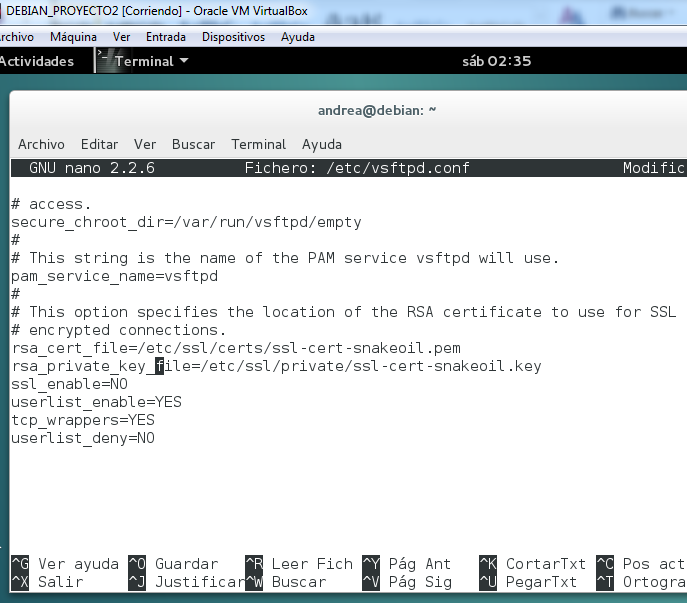 DEBIAN_PROYECTO2 [Corriendo] - Oracle VM VirtualBox
rchivo Máquina Ver Entrada Dispositivos Ayuda
Actividades Terminal sáb 02:35
andrea@debian: ~
Archivo Editar Ver Buscar Terminal Ayuda
GNU nano 2.2.6 Fichero: /etc/vsftpd.conf Modific
# access.
secure_chroot_dir=/var/run/vsftpd/empty
#
# This string is the name of the PAM service vsftpd will use.
pam_service_name=vsftpd
#
# This option specifies the location of the RSA certificate to use for SSL
# encrypted connections.
rsa_cert_file=/etc/ssl/certs/ssl-cert-snakeoil.pem
rsa_private_key_file=/etc/ssl/private/ssl-cert-snakeoil.key
ssl_enable=NO
userlist_enable=YES
tcp_wrappers=YES
userlist_deny=NO
^G Ver ayuda ^O Guardar ^R Leer Fich ^Y Pág Ant ^K CortarTxt ^C Pos act
^X Salir ^J Justificar ^W Buscar ^V Pág Sig ^U PegarTxt ^T Ortogra